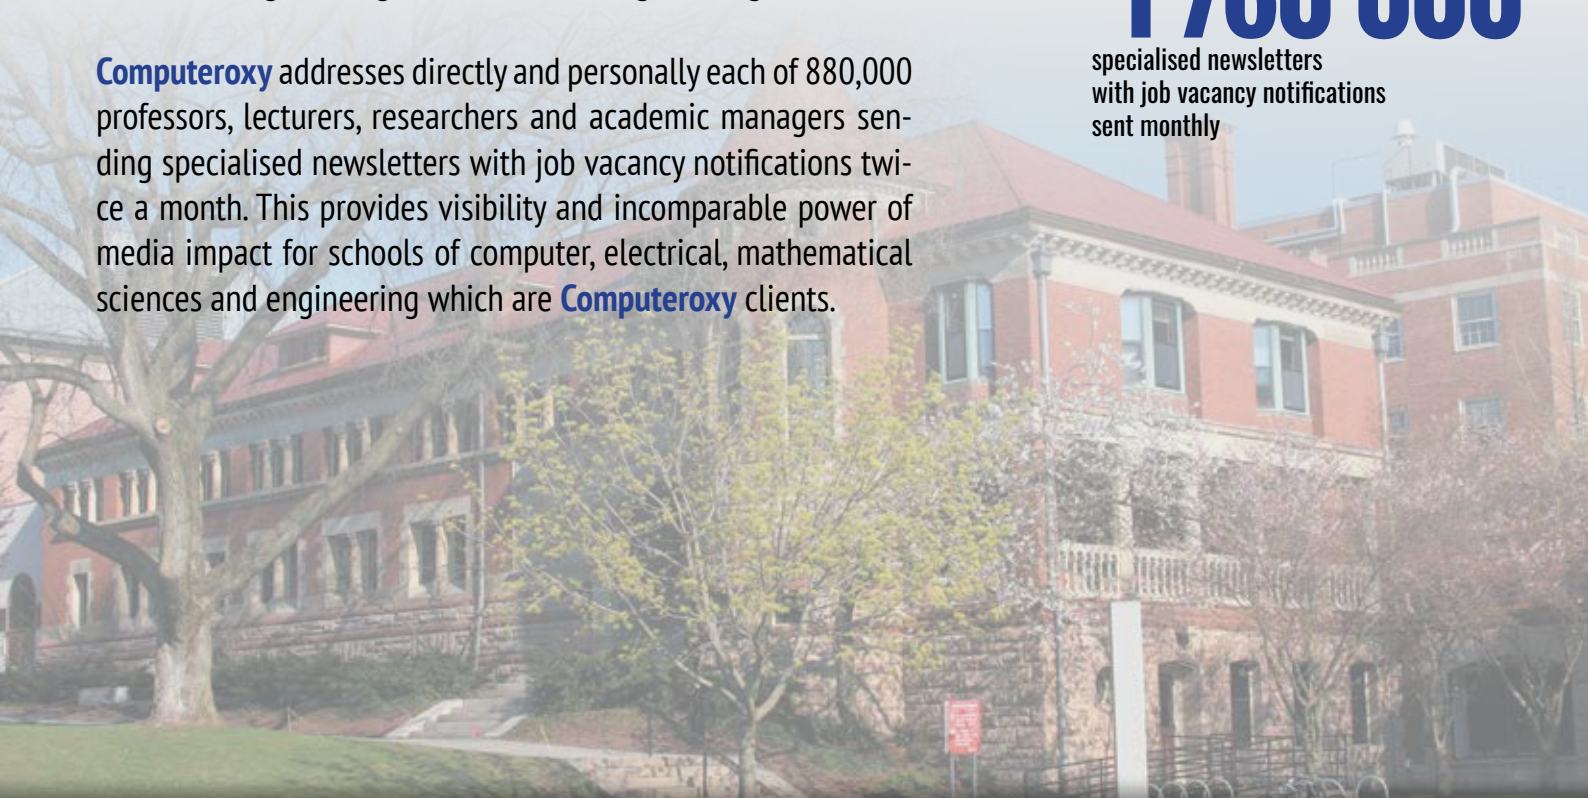 Computeroxy addresses directly and personally each of 880,000
professors, lecturers, researchers and academic managers sen-
ding specialised newsletters with job vacancy notifications twi-
ce a month. This provides visibility and incomparable power of
media impact for schools of computer, electrical, mathematical
sciences and engineering which are Computeroxy clients.
specialised newsletters
with job vacancy notifications
sent monthly